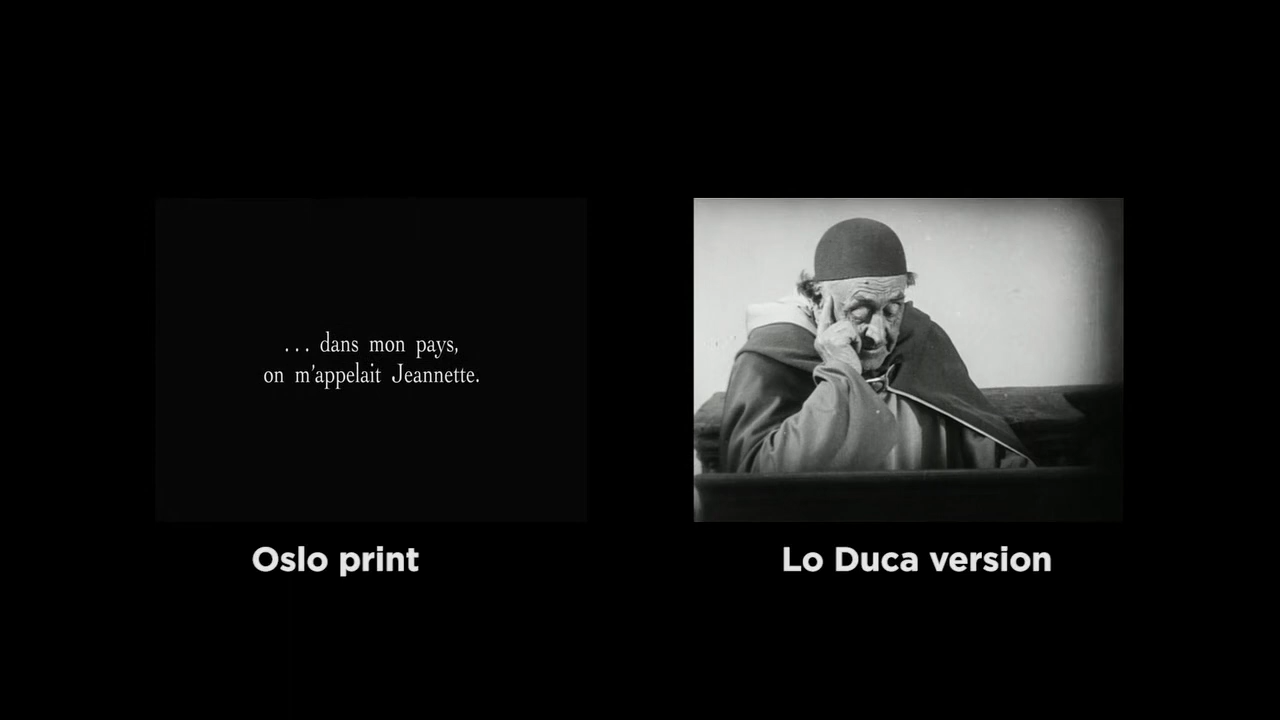 ... dans mon pays,
on m'appelait Jeannette.
Oslo print
Lo Duca version